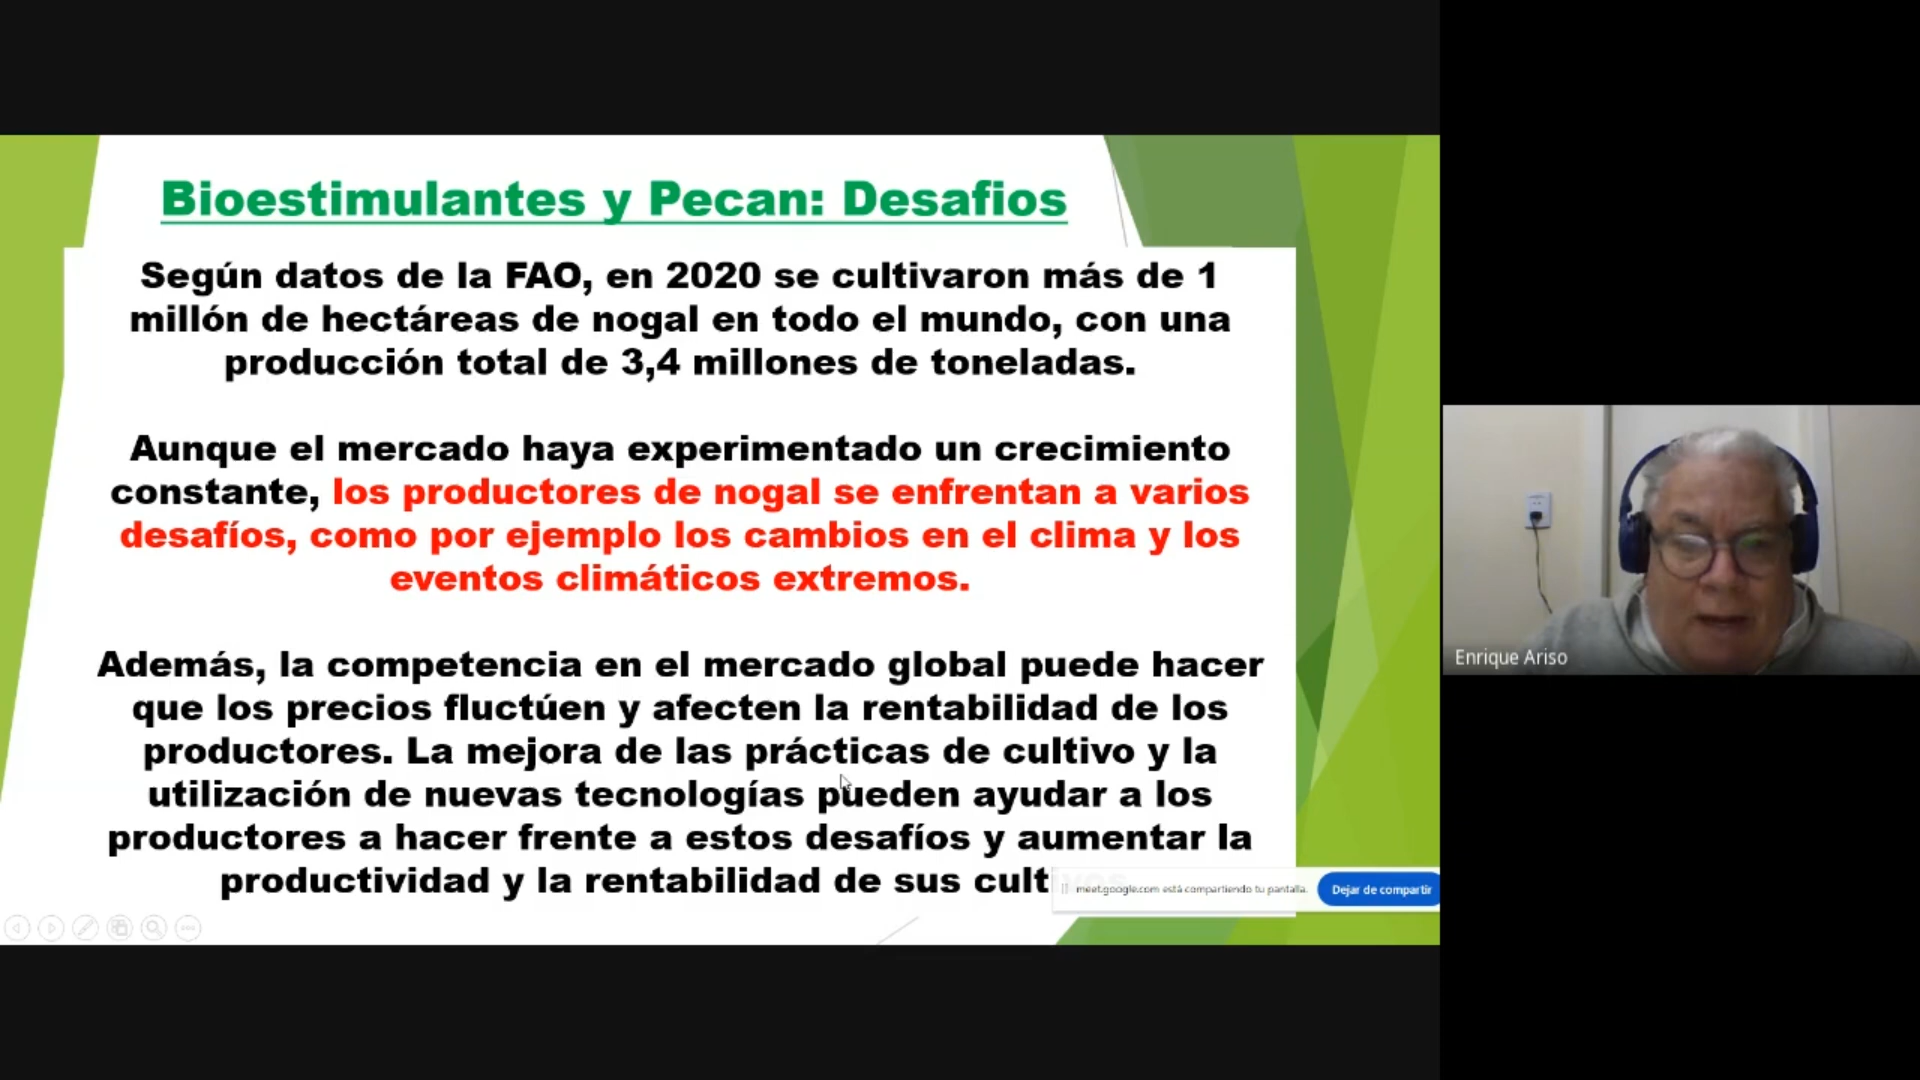 Bioestimulantes y Pecan: Desafios
Según datos de la FAO, en 2020 se cultivaron más de 1
millón de hectáreas de nogal en todo el mundo, con una
producción total de 3,4 millones de toneladas.
Aunque el mercado haya experimentado un crecimiento
constante, los productores de nogal se enfrentan a varios
desafíos, como por ejemplo los cambios en el clima y los
eventos climáticos extremos.
Además, la competencia en el mercado global puede hacer
que los precios fluctúen y afecten la rentabilidad de los
productores. La mejora de las prácticas de cultivo y la
utilización de nuevas tecnologías pueden ayudar a los
productores a hacer frente a estos desafíos y aumentar la
productividad y la rentabilidad de sus
meet.google.com está compartiendo tu pantalla.
Dejar de compartir
Enrique Ariso